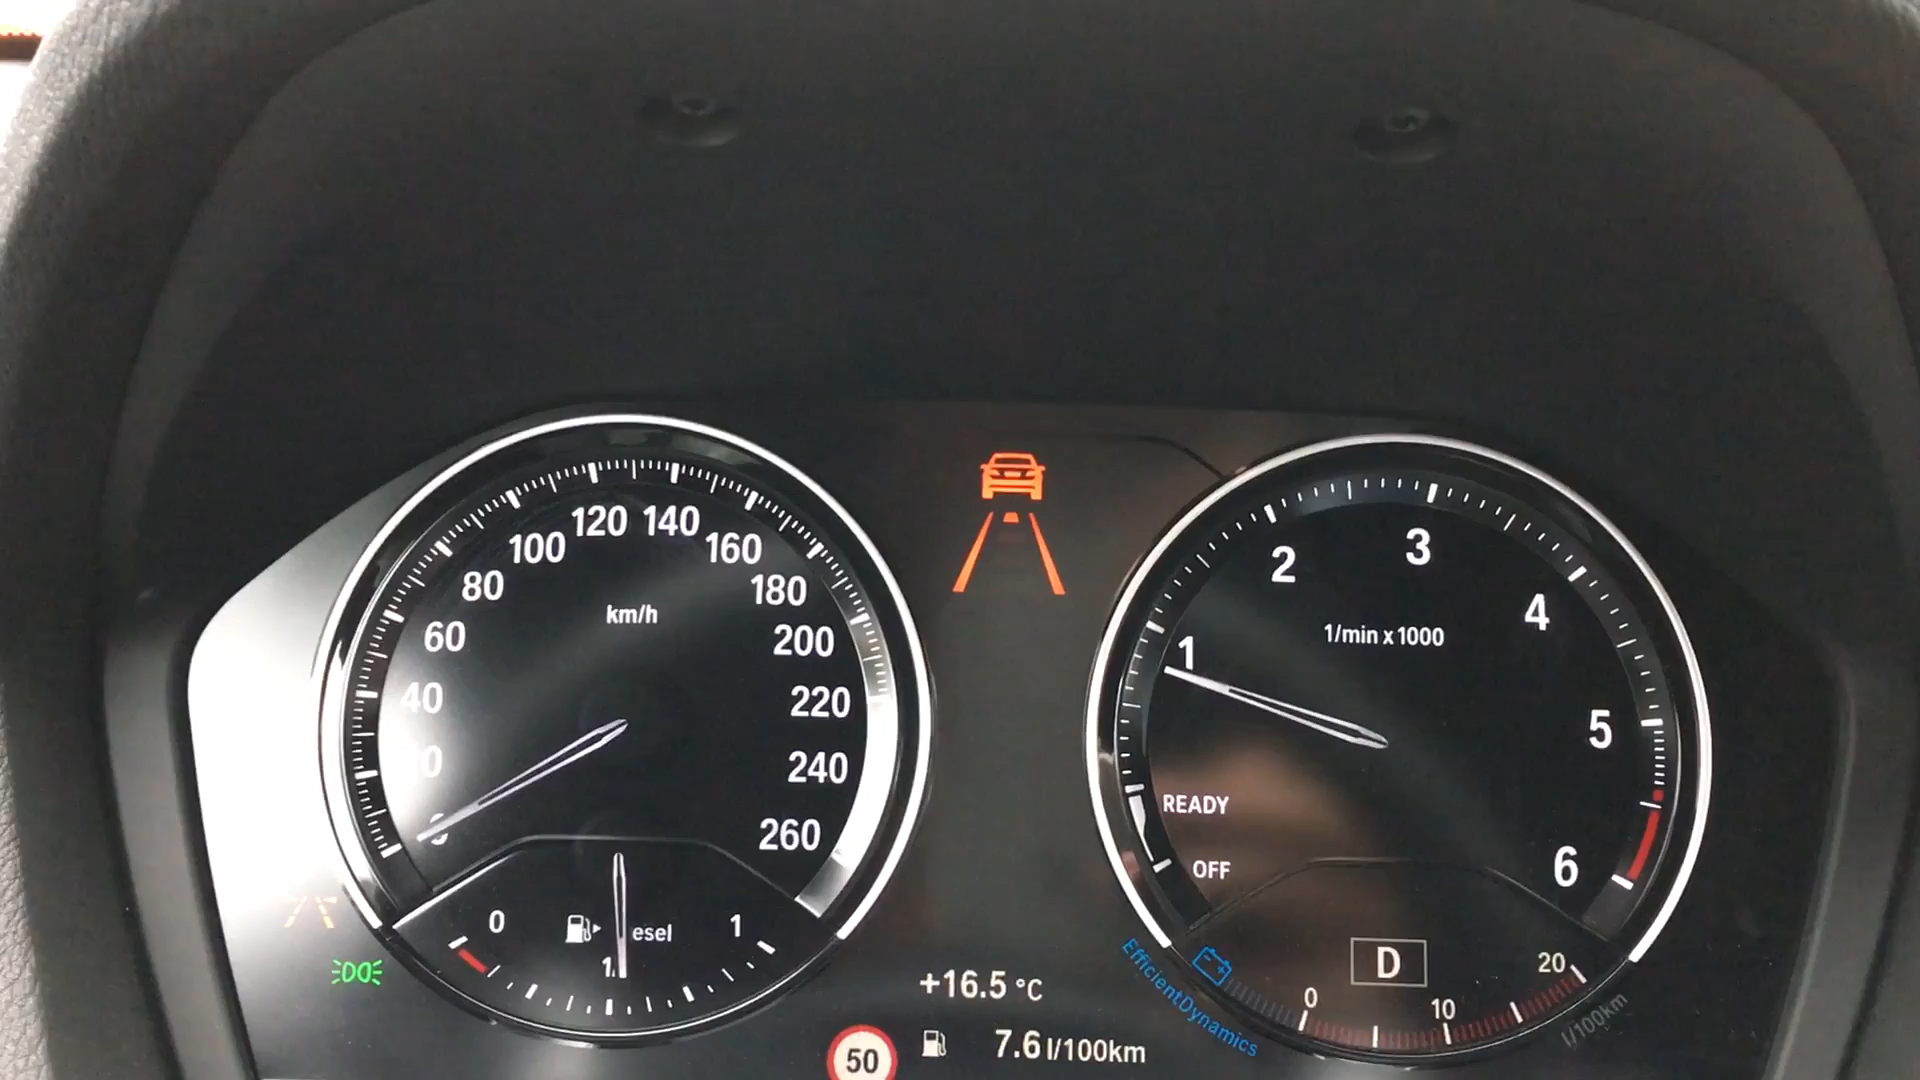 120 140
100 160
80 180
km/h
60 200
40 220
240
260
0 esel 1
3
2
4
1/min x 1000
1
5
READY
OFF
6
D
20
10
0
EfficientDynamics
l/100km
+16.5 °C
50
7.6 l/100km